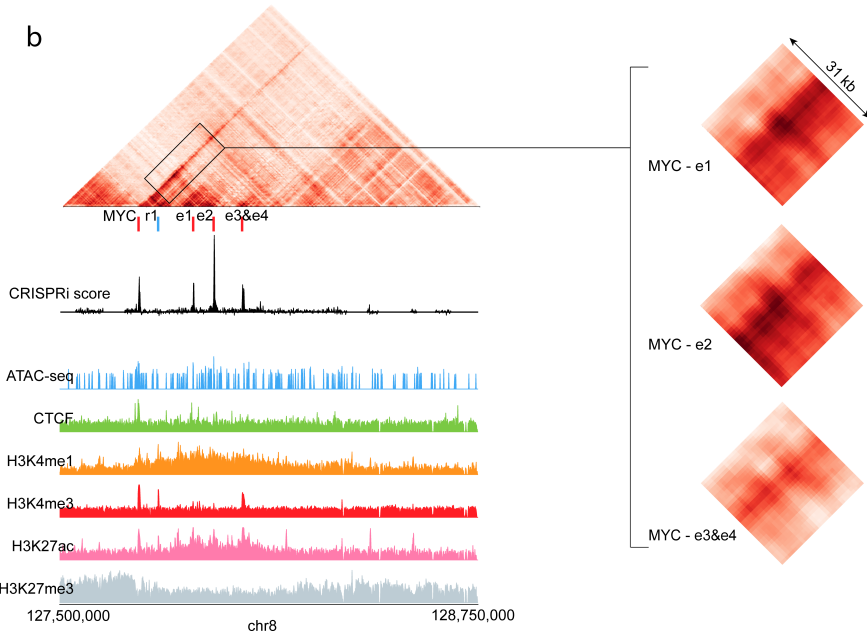 b
31 kb
MYC r1 e1 e2 e3&e4
MYC - e1
CRISPRi score
MYC - e2
ATAC-seq
CTCF
H3K4me1
H3K4me3
MYC - e3&e4
H3K27ac
H3K27me3
127,500,000 128,750,000
chr8